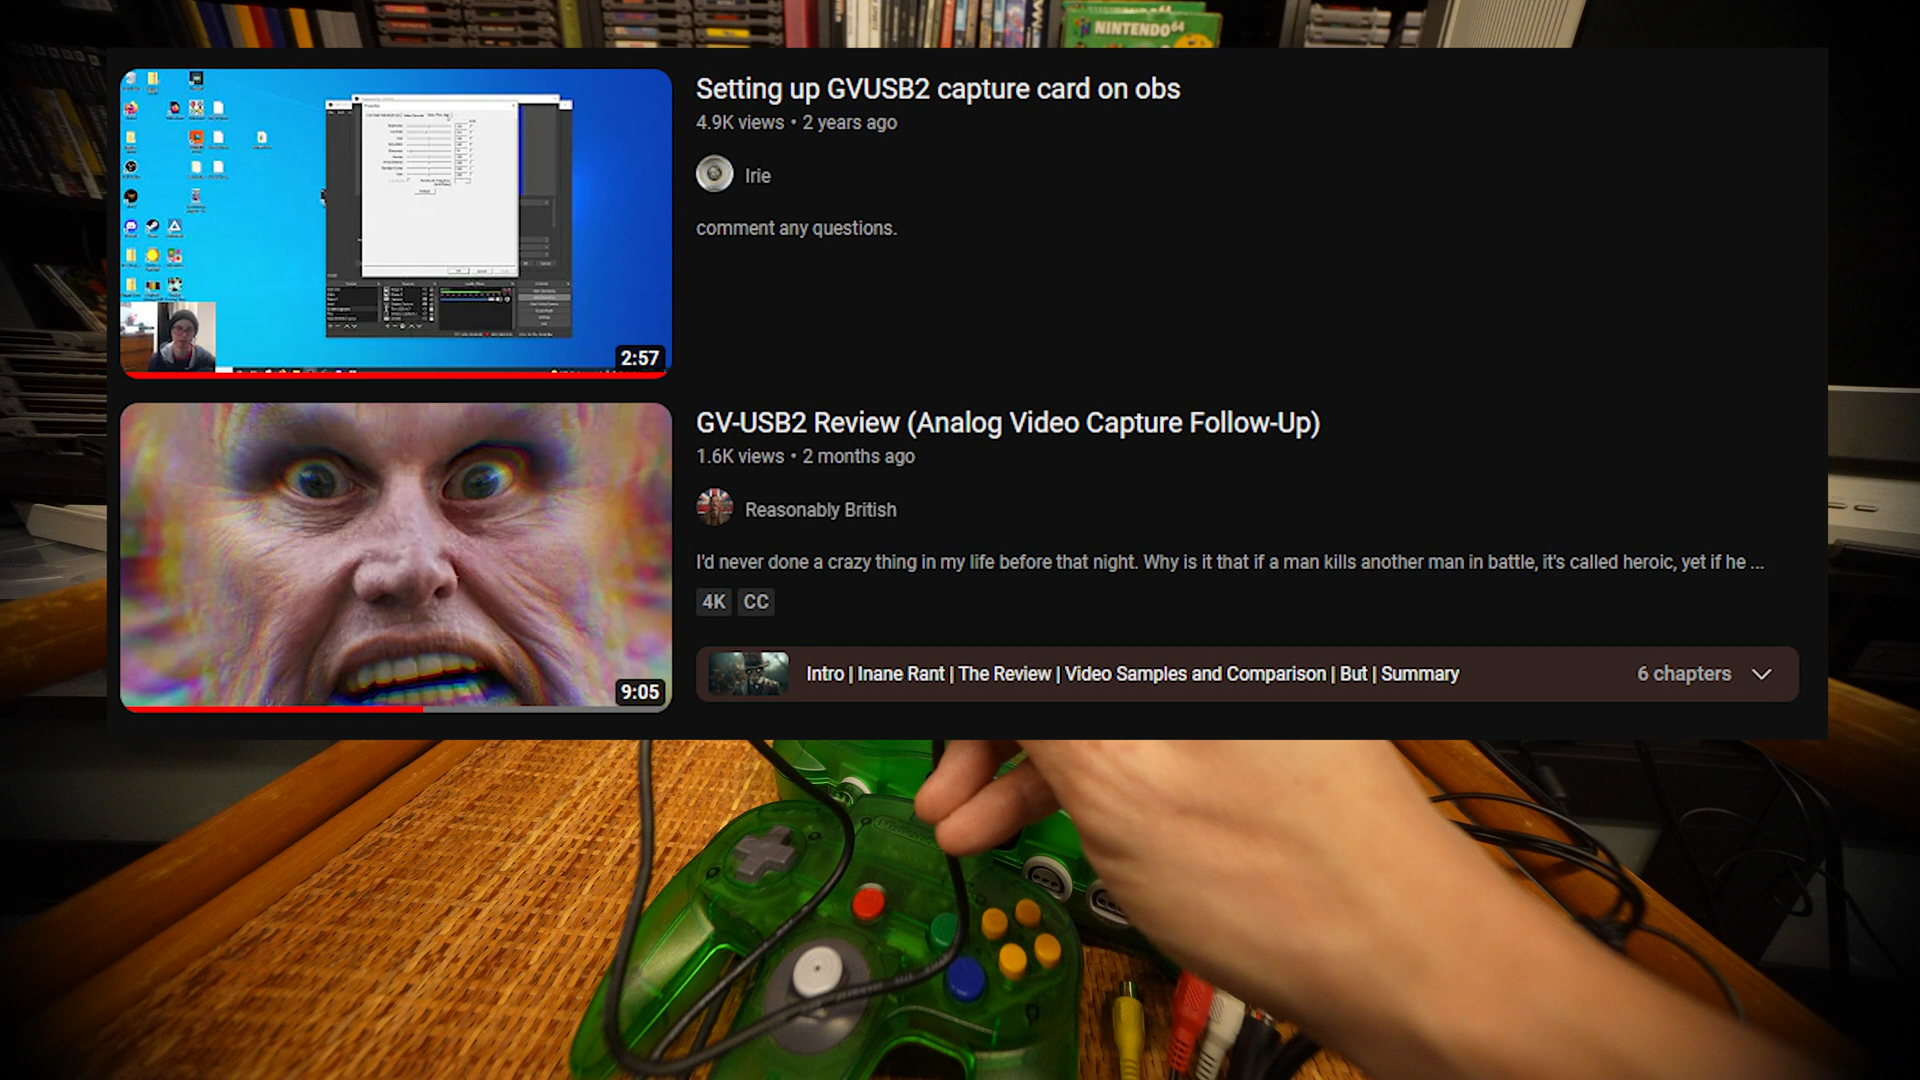 NINTENDO 64
Setting up GVUSB2 capture card on obs
4.9K views • 2 years ago
Irie
comment any questions.
2:57
GV-USB2 Review (Analog Video Capture Follow-Up)
1.6K views • 2 months ago
Reasonably British
I'd never done a crazy thing in my life before that night. Why is it that if a man kills another man in battle, it's called heroic, yet if he ...
4K CC
Intro | Inane Rant | The Review | Video Samples and Comparison | But | Summary 6 chapters
9:05